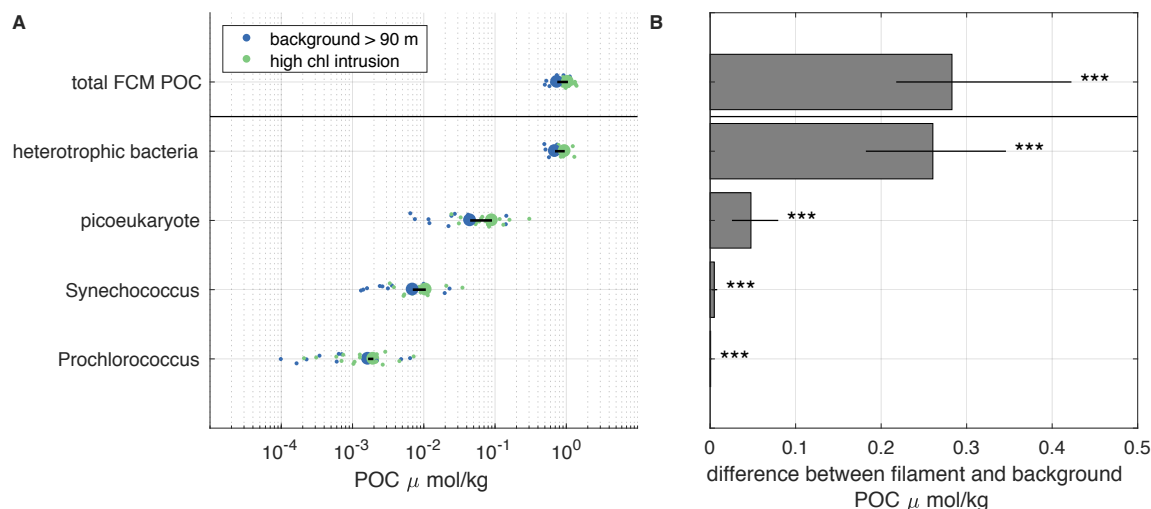 A
background > 90 m
high chl intrusion
total FCM POC
heterotrophic bacteria
picoeukaryote
Synechococcus
Prochlorococcus
10-4
10-3
10-2
10-1
100
POC μ mol/kg
B
***
***
***
***
***
0
0.1
0.2
0.3
0.4
0.5
difference between filament and background
POC μ mol/kg